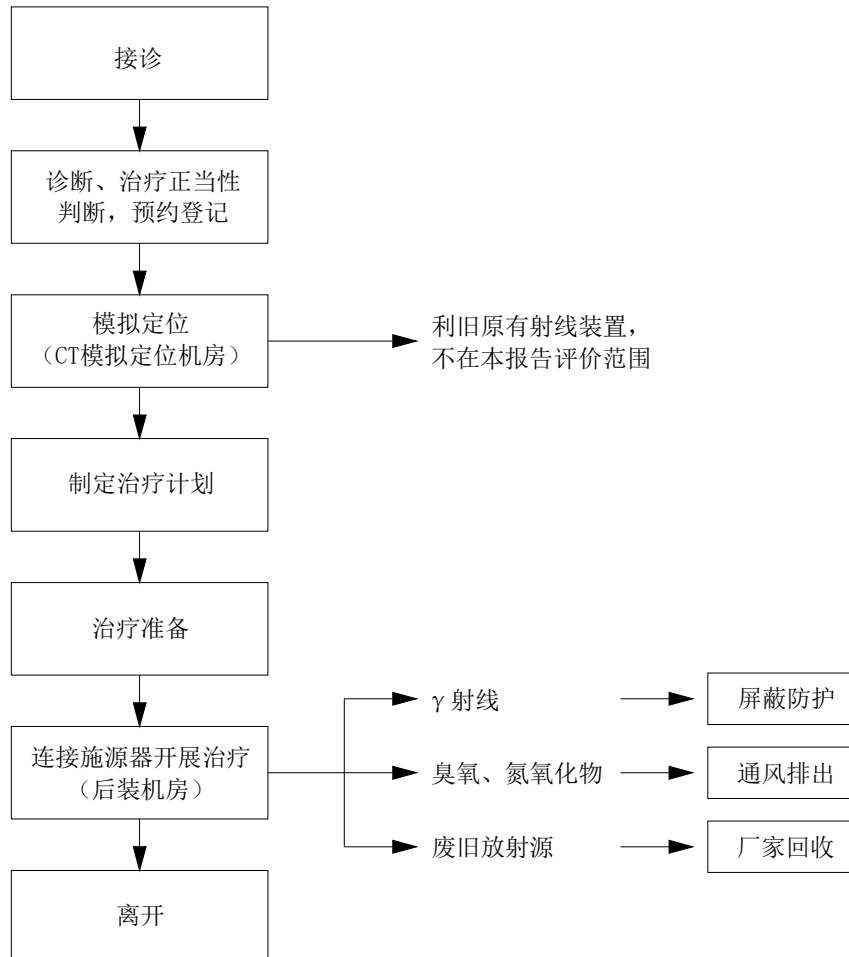 接诊
诊断、治疗正当性
判断，预约登记
模拟定位
（CT模拟定位机房）
利旧原有射线装置，
不在本报告评价范围
制定治疗计划
治疗准备
连接施源器开展治疗
（后装机房）
γ 射线
屏蔽防护
臭氧、氮氧化物
通风排出
废旧放射源
厂家回收
离开